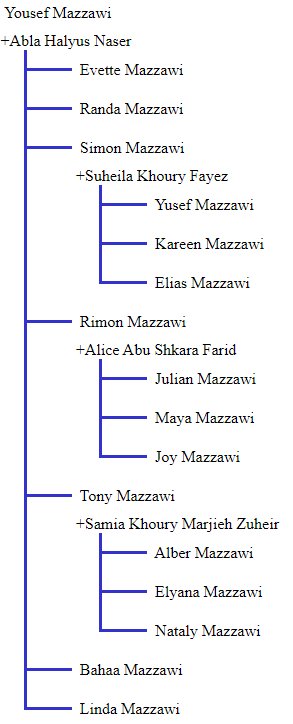 Yousef Mazzawi
+Abla Halyus Naser
Evette Mazzawi
Randa Mazzawi
Simon Mazzawi
+Suheila Khoury Fayez
Yusef Mazzawi
Kareen Mazzawi
Elias Mazzawi
Rimon Mazzawi
+Alice Abu Shkara Farid
Julian Mazzawi
Maya Mazzawi
Joy Mazzawi
Tony Mazzawi
+Samia Khoury Marjieh Zuheir
Alber Mazzawi
Elyana Mazzawi
Nataly Mazzawi
Bahaa Mazzawi
Linda Mazzawi